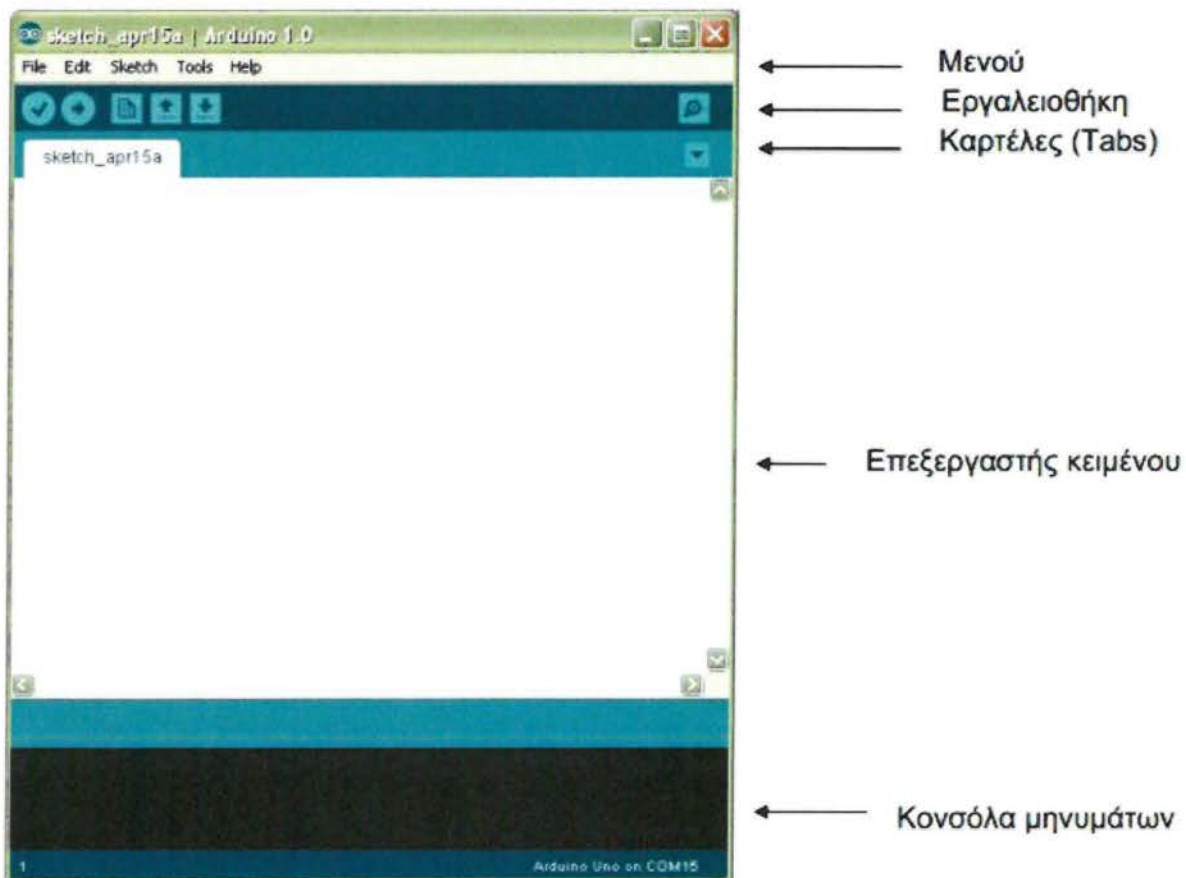 sketch_apr15a | Arduino 1.0
File Edit Sketch Tools Help
Μενού
Εργαλειοθήκη
Καρτέλες (Tabs)
sketch_apr15a
Επεξεργαστής κειμένου
Κονσόλα μηνυμάτων
1
Arduino Uno on COM15